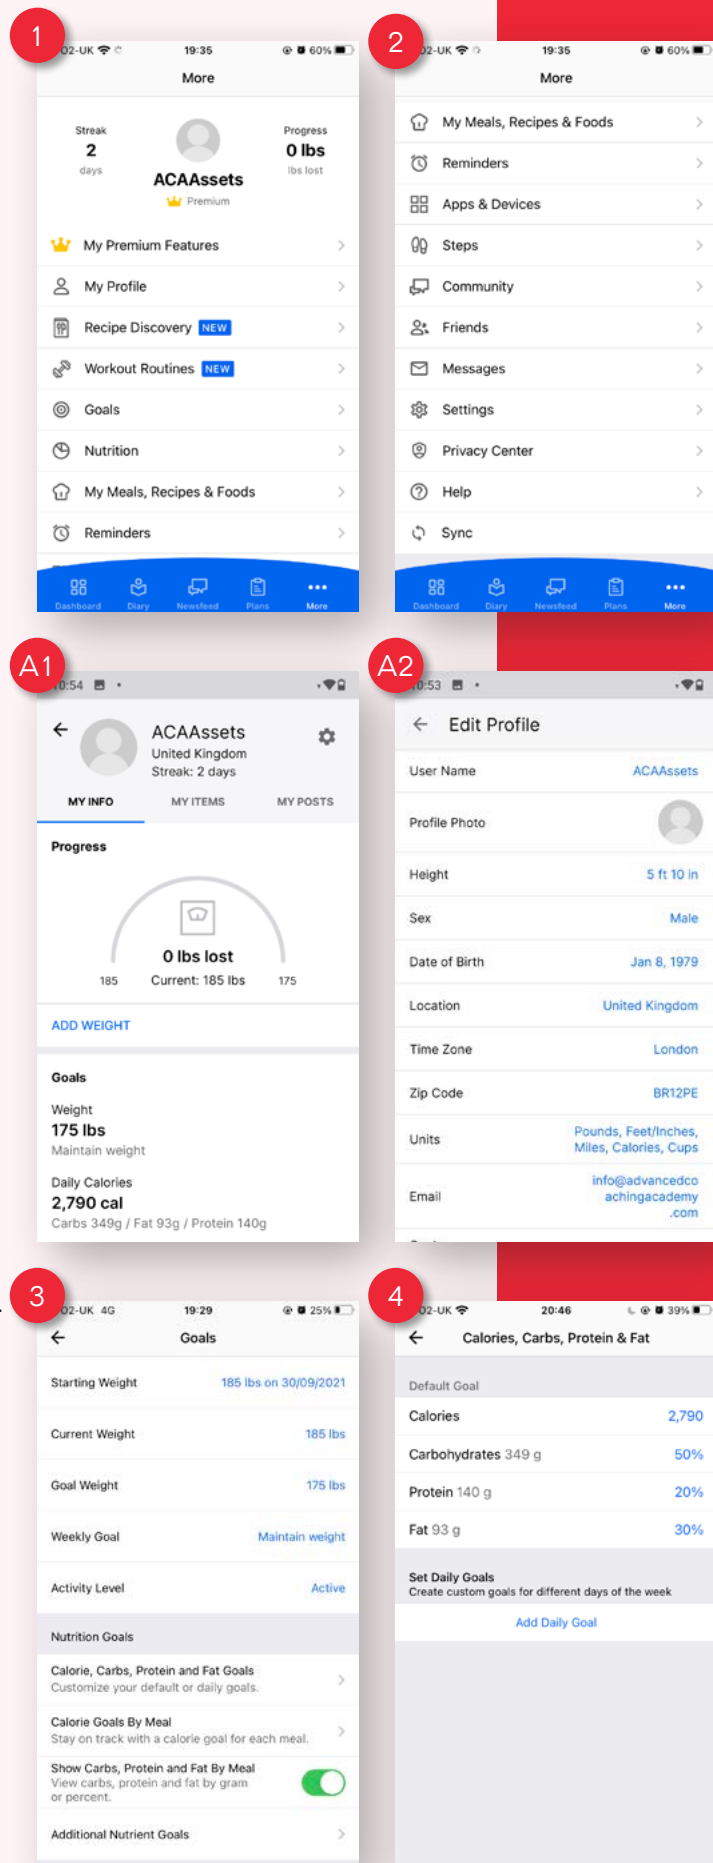 1
O2-UK 19:35 60%
More
Streak
2
days
ACAAssets
Premium
Progress
0 lbs
lbs lost
My Premium Features
My Profile
Recipe Discovery NEW
Workout Routines NEW
Goals
Nutrition
My Meals, Recipes & Foods
Reminders
Dashboard Diary Newsfeed Plans More
2
2-UK 19:35 60%
More
My Meals, Recipes & Foods
Reminders
Apps & Devices
Steps
Community
Friends
Messages
Settings
Privacy Center
Help
Sync
Dashboard Diary Newsfeed Plans More
A1
0:54
ACAAssets
United Kingdom
Streak: 2 days
MY INFO MY ITEMS MY POSTS
Progress
0 lbs lost
185 Current: 185 lbs 175
ADD WEIGHT
Goals
Weight
175 lbs
Maintain weight
Daily Calories
2,790 cal
Carbs 349g / Fat 93g / Protein 140g
A2
0:53
Edit Profile
User Name ACAAssets
Profile Photo
Height 5 ft 10 in
Sex Male
Date of Birth Jan 8, 1979
Location United Kingdom
Time Zone London
Zip Code BR12PE
Units Pounds, Feet/Inches,
Miles, Calories, Cups
Email info@advancedco
achingacademy
.com
3
O2-UK 4G 19:29 25%
Goals
Starting Weight 185 lbs on 30/09/2021
Current Weight 185 lbs
Goal Weight 175 lbs
Weekly Goal Maintain weight
Activity Level Active
Nutrition Goals
Calorie, Carbs, Protein and Fat Goals
Customize your default or daily goals.
Calorie Goals By Meal
Stay on track with a calorie goal for each meal.
Show Carbs, Protein and Fat By Meal
View carbs, protein and fat by gram
or percent.
Additional Nutrient Goals
4
O2-UK 20:46 39%
Calories, Carbs, Protein & Fat
Default Goal
Calories 2,790
Carbohydrates 349 g 50%
Protein 140 g 20%
Fat 93 g 30%
Set Daily Goals
Create custom goals for different days of the week
Add Daily Goal